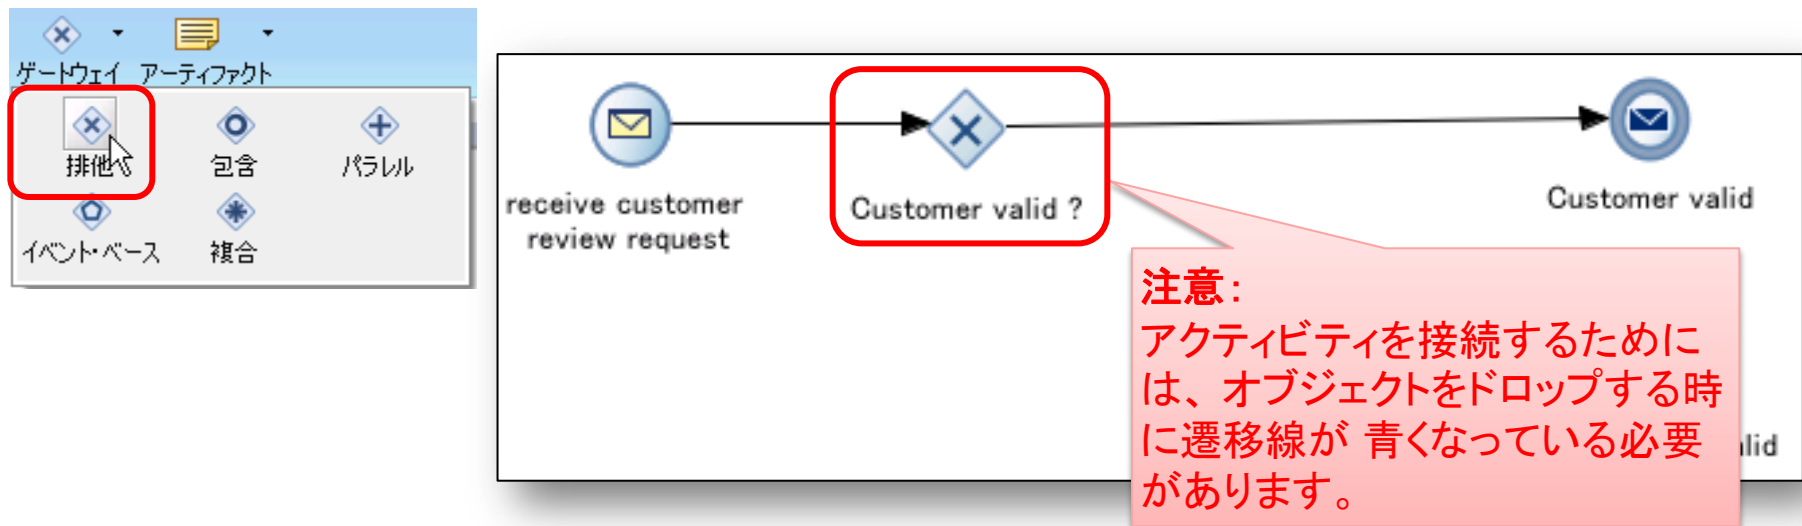 ゲートウェイ アーティファクト
排他 包含 パラレル
イベント・ベース 複合
receive customer
review request
Customer valid ?
Customer valid
注意：
アクティビティを接続するために
は、オブジェクトをドロップする時
に遷移線が 青くなっている必要
があります。
lid